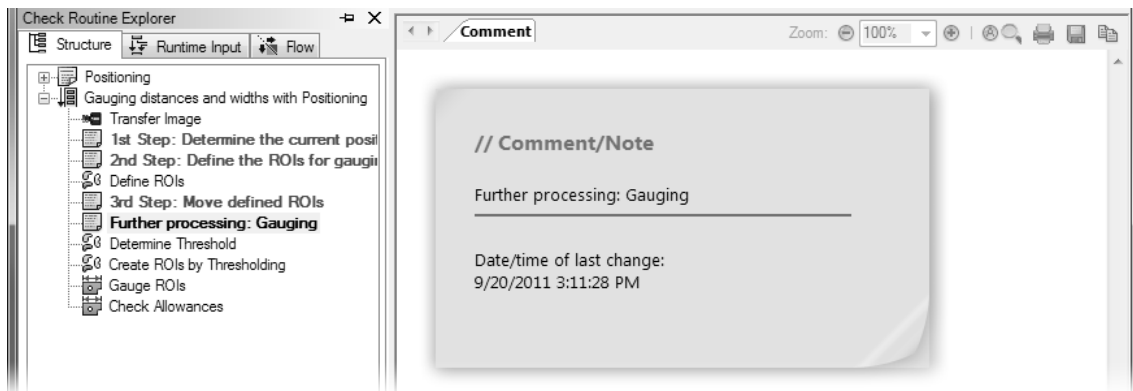 Check Routine Explorer
Structure Runtime Input Flow
Positioning
Gauging distances and widths with Positioning
Transfer Image
1st Step: Determine the current posit
2nd Step: Define the ROIs for gaugin
Define ROIs
3rd Step: Move defined ROIs
Further processing: Gauging
Determine Threshold
Create ROIs by Thresholding
Gauge ROIs
Check Allowances
Comment
Zoom: 100%
// Comment/Note
Further processing: Gauging
Date/time of last change:
9/20/2011 3:11:28 PM